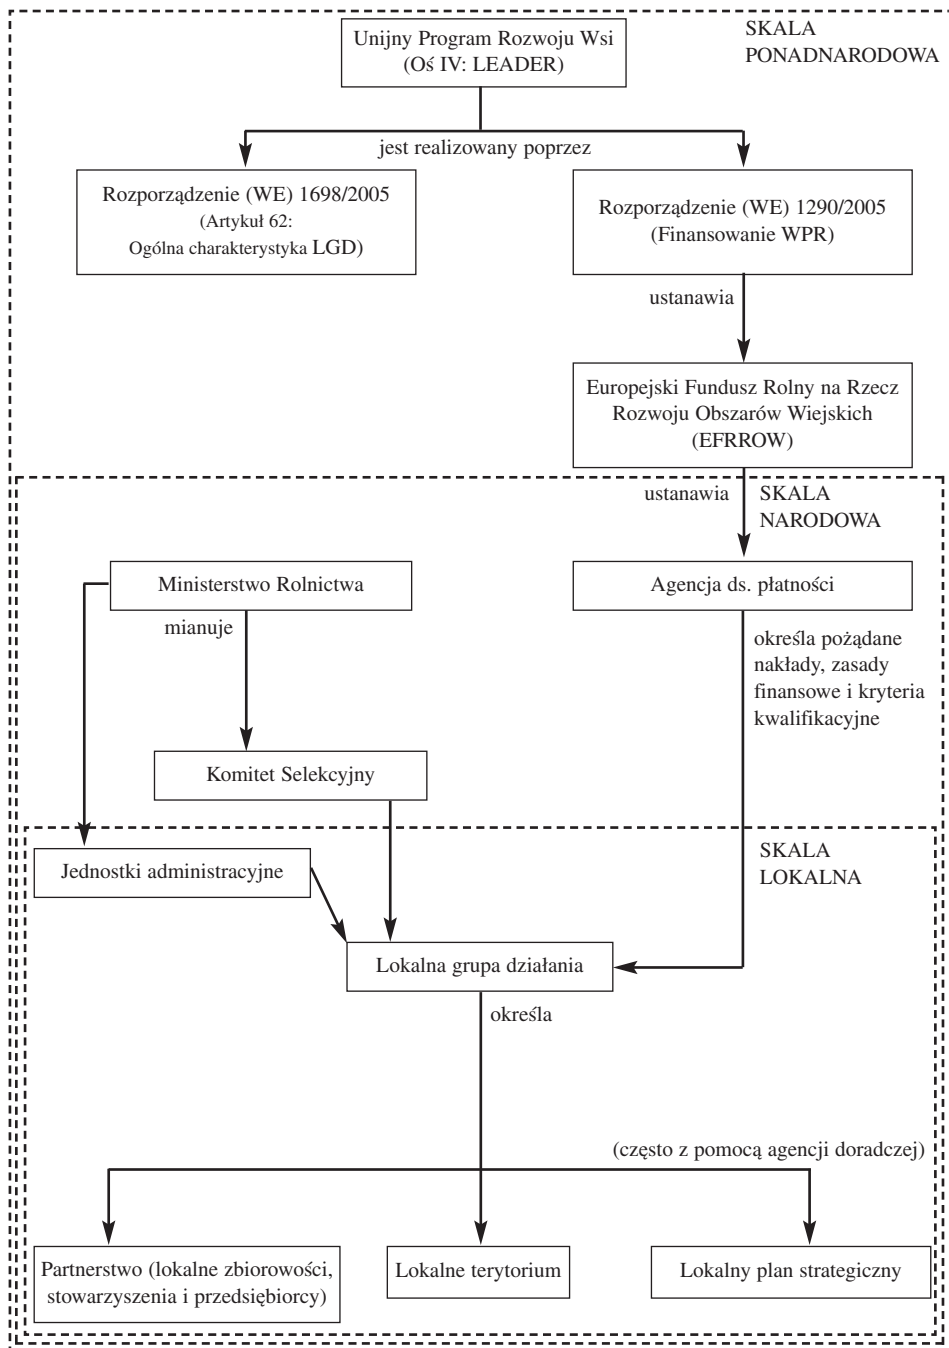 Unijny Program Rozwoju Wsi
(Oś IV: LEADER)
SKALA
PONADNARODOWA
jest realizowany poprzez
Rozporządzenie (WE) 1698/2005
(Artykuł 62:
Ogólna charakterystyka LGD)
Rozporządzenie (WE) 1290/2005
(Finansowanie WPR)
ustanawia
Europejski Fundusz Rolny na Rzecz
Rozwoju Obszarów Wiejskich
(EFRROW)
ustanawia
SKALA
NARODOWA
Ministerstwo Rolnictwa
Agencja ds. płatności
mianuje
określa pożądane
nakłady, zasady
finansowe i kryteria
kwalifikacyjne
Komitet Selekcyjny
SKALA
LOKALNA
Jednostki administracyjne
Lokalna grupa działania
określa
(często z pomocą agencji doradczej)
Partnerstwo (lokalne zbiorowości,
stowarzyszenia i przedsiębiorcy)
Lokalne terytorium
Lokalny plan strategiczny